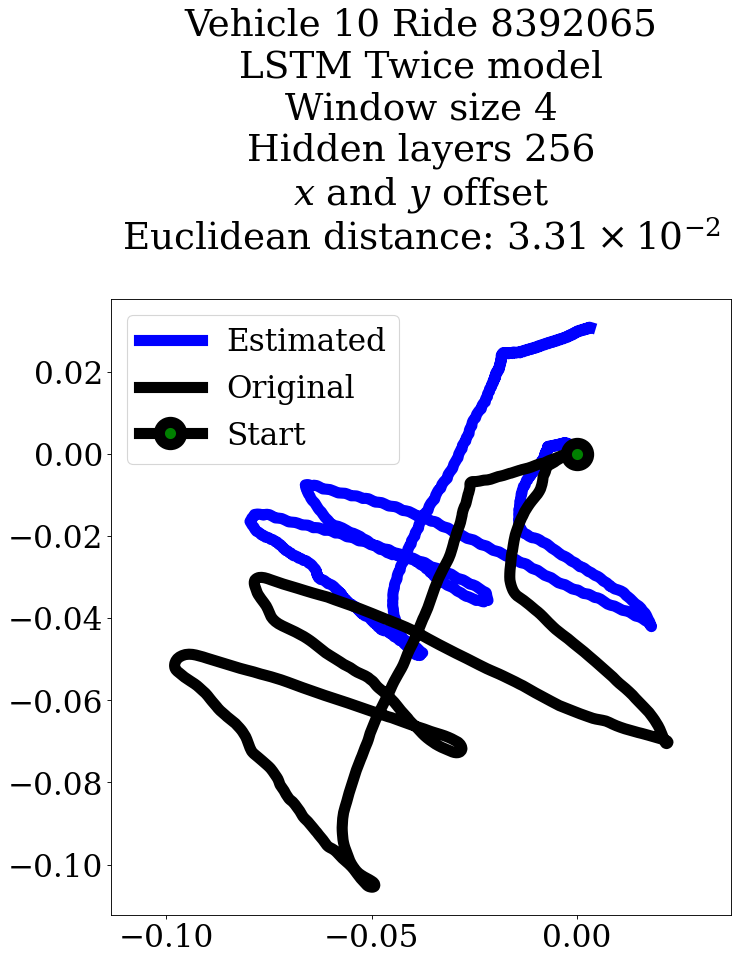 Vehicle 10 Ride 8392065
LSTM Twice model
Window size 4
Hidden layers 256
x and y offset
Euclidean distance: 3.31 × 10⁻²
Estimated
Original
Start
0.02
0.00
−0.02
−0.04
−0.06
−0.08
−0.10
−0.10 −0.05 0.00